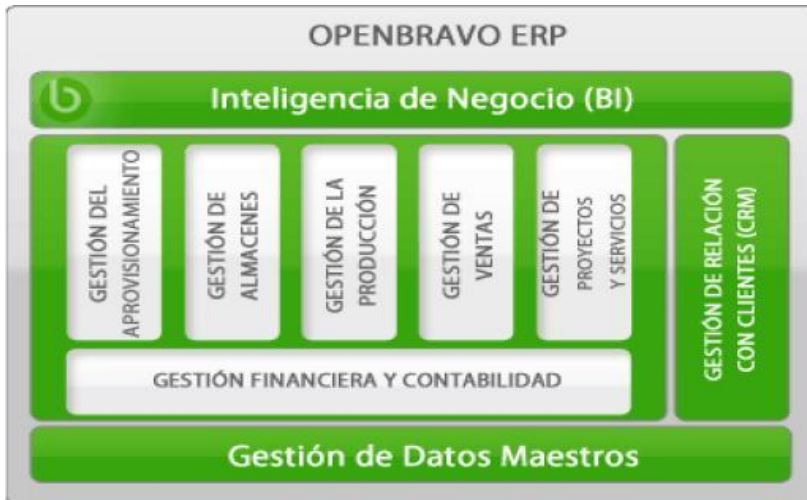 OPENBRAVO ERP
b
Inteligencia de Negocio (BI)
GESTIÓN DEL
APROVISIONAMIENTO
GESTIÓN DE
ALMACENES
GESTIÓN DE LA
PRODUCCIÓN
GESTIÓN DE
VENTAS
GESTIÓN DE
PROYECTOS
Y SERVICIOS
GESTIÓN DE RELACIÓN
CON CLIENTES (CRM)
GESTIÓN FINANCIERA Y CONTABILIDAD
Gestión de Datos Maestros